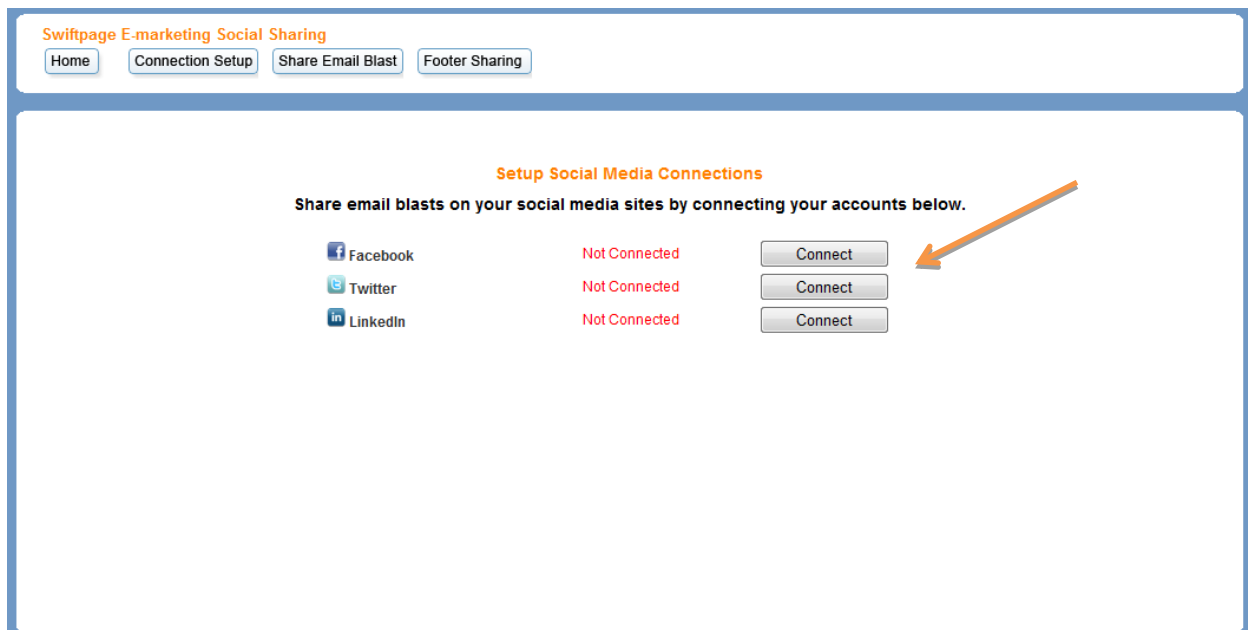 Swiftpage E-marketing Social Sharing
Home Connection Setup Share Email Blast Footer Sharing
Setup Social Media Connections
Share email blasts on your social media sites by connecting your accounts below.
Facebook Not Connected Connect
Twitter Not Connected Connect
LinkedIn Not Connected Connect